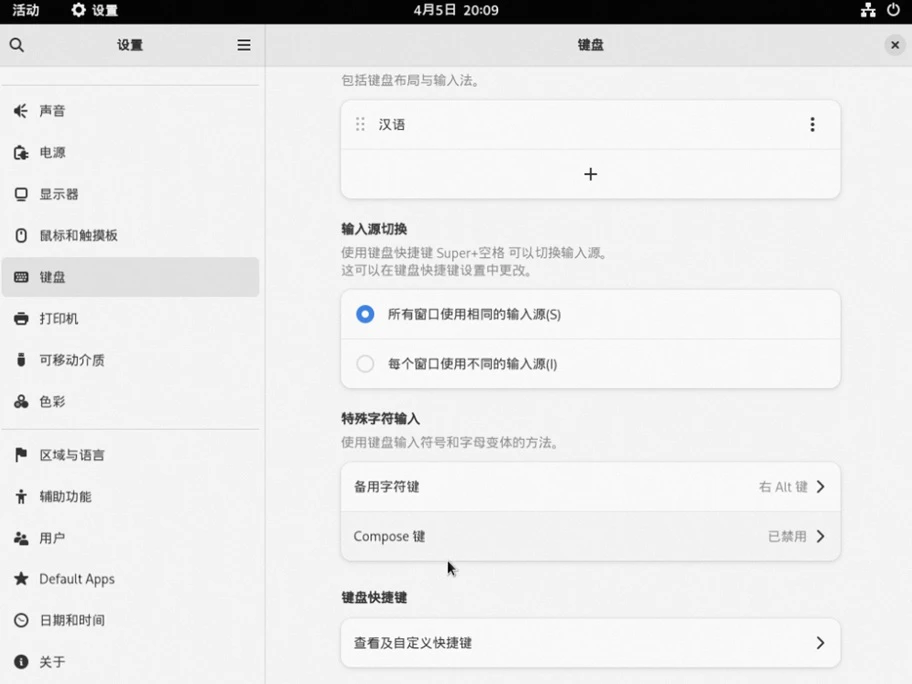 活动
设置
4月5日 20:09
设置
键盘
声音
电源
显示器
鼠标和触摸板
键盘
打印机
可移动介质
色彩
区域与语言
辅助功能
用户
Default Apps
日期和时间
关于
包括键盘布局与输入法。
汉语
输入源切换
使用键盘快捷键 Super+空格 可以切换输入源。
这可以在键盘快捷键设置中更改。
所有窗口使用相同的输入源(S)
每个窗口使用不同的输入源(I)
特殊字符输入
使用键盘输入符号和字母变体的方法。
备用字符键
右 Alt 键
Compose 键
已禁用
键盘快捷键
查看及自定义快捷键